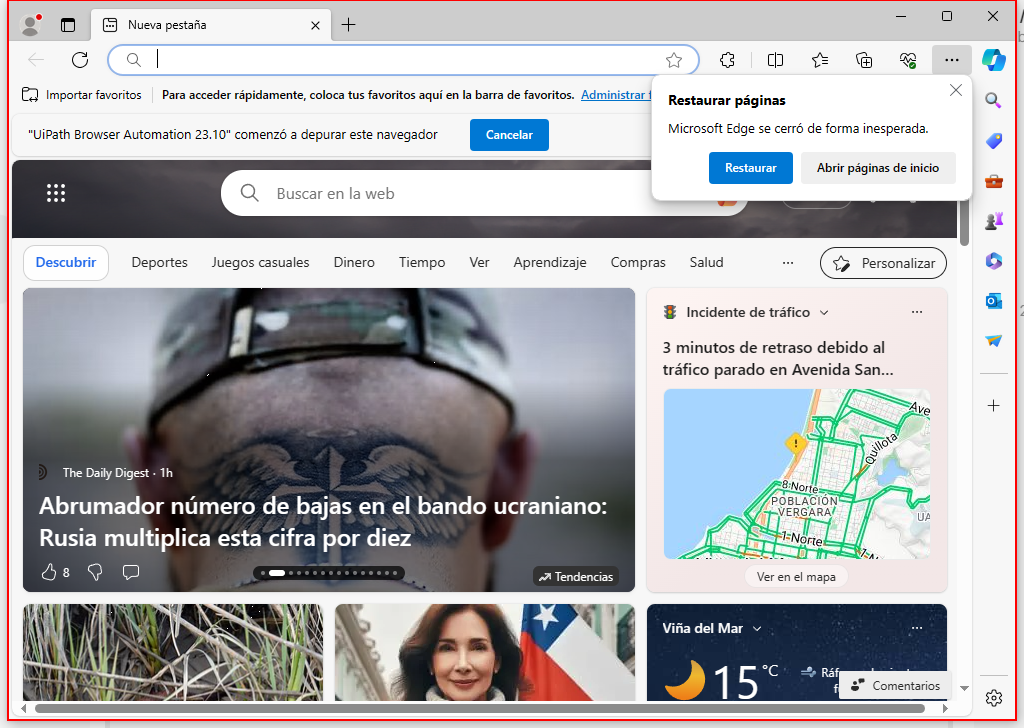 Nueva pestaña
Importar favoritos
Para acceder rápidamente, coloca tus favoritos aquí en la barra de favoritos.
Administrar
"UiPath Browser Automation 23.10" comenzó a depurar este navegador
Cancelar
Restaurar páginas
Microsoft Edge se cerró de forma inesperada.
Restaurar
Abrir páginas de inicio
Buscar en la web
Descubrir
Deportes
Juegos casuales
Dinero
Tiempo
Ver
Aprendizaje
Compras
Salud
Personalizar
The Daily Digest · 1h
Abrumador número de bajas en el bando ucraniano:
Rusia multiplica esta cifra por diez
8
Tendencias
Incidente de tráfico
3 minutos de retraso debido al
tráfico parado en Avenida San...
Ave
Quillota
8 Norte
POBLACIÓN
VERGARA
1 Norte
UA
Ver en el mapa
Viña del Mar
15 °C
Comentarios